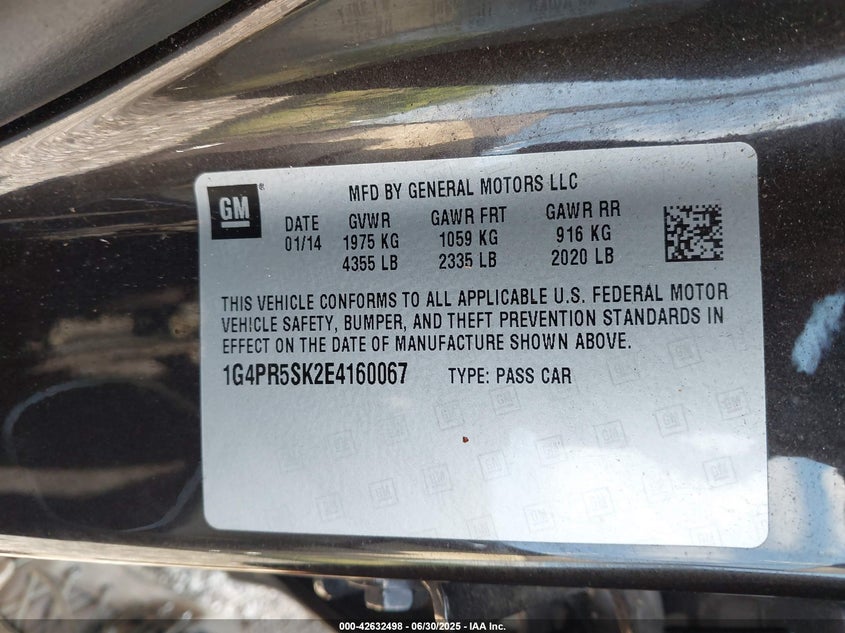 GM
MFD BY GENERAL MOTORS LLC
DATE GVWR GAWR FRT GAWR RR
01/14 1975 KG 1059 KG 916 KG
4355 LB 2335 LB 2020 LB
THIS VEHICLE CONFORMS TO ALL APPLICABLE U.S. FEDERAL MOTOR
VEHICLE SAFETY, BUMPER, AND THEFT PREVENTION STANDARDS IN
EFFECT ON THE DATE OF MANUFACTURE SHOWN ABOVE.
1G4PR5SK2E4160067 TYPE: PASS CAR
000-42632498 - 06/30/2025 - IAA Inc.